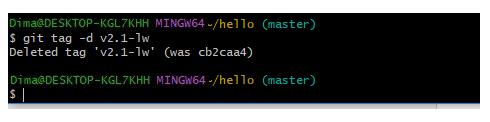 Dima@DESKTOP-KGL7KHH MINGW64 ~/hello (master)
$ git tag -d v2.1-lw
Deleted tag 'v2.1-lw' (was cb2caa4)
Dima@DESKTOP-KGL7KHH MINGW64 ~/hello (master)
$